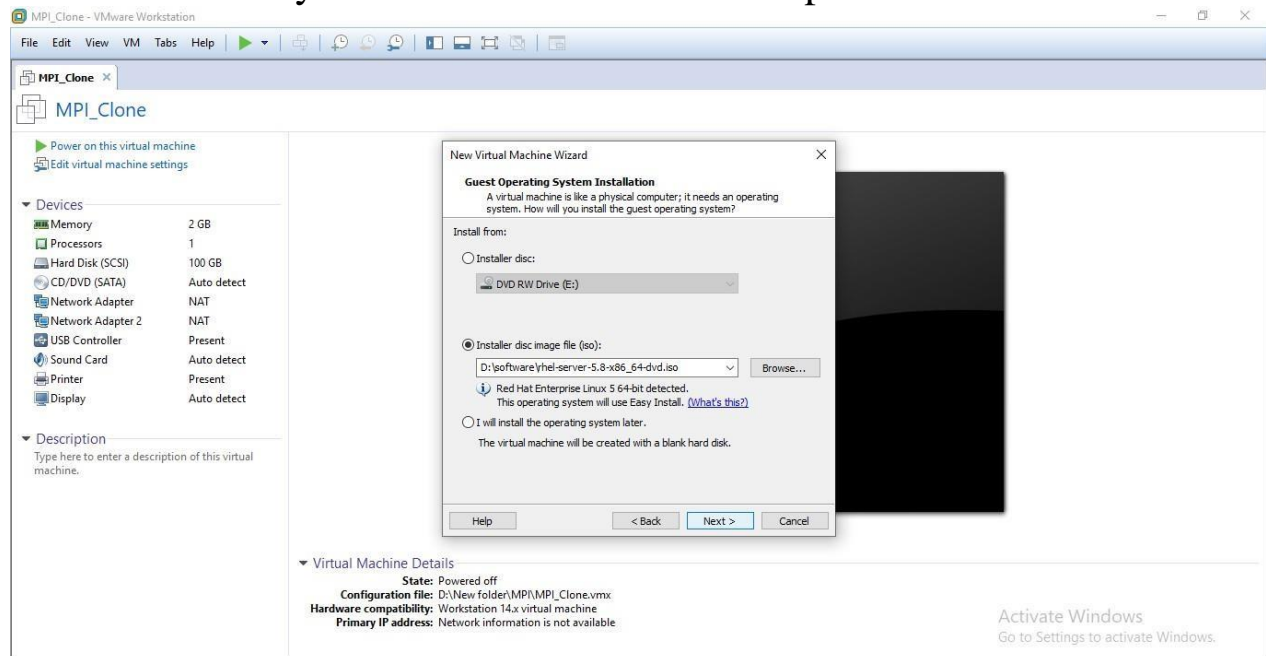 MPI_Clone - VMware Workstation
File Edit View VM Tabs Help
MPI_Clone
MPI_Clone
Power on this virtual machine
Edit virtual machine settings
Devices
Memory 2 GB
Processors 1
Hard Disk (SCSI) 100 GB
CD/DVD (SATA) Auto detect
Network Adapter NAT
Network Adapter 2 NAT
USB Controller Present
Sound Card Auto detect
Printer Present
Display Auto detect
Description
Type here to enter a description of this virtual
machine.
New Virtual Machine Wizard
Guest Operating System Installation
A virtual machine is like a physical computer; it needs an operating
system. How will you install the guest operating system?
Install from:
Installer disc:
DVD RW Drive (E:)
Installer disc image file (iso):
D:\software\rhel-server-5.8-x86_64-dvd.iso Browse...
Red Hat Enterprise Linux 5 64-bit detected.
This operating system will use Easy Install. (What's this?)
I will install the operating system later.
The virtual machine will be created with a blank hard disk.
Help < Back Next > Cancel
Virtual Machine Details
State: Powered off
Configuration file: D:\New folder\MPI\MPI_Clone.vmx
Hardware compatibility: Workstation 14.x virtual machine
Primary IP address: Network information is not available
Activate Windows
Go to Settings to activate Windows.